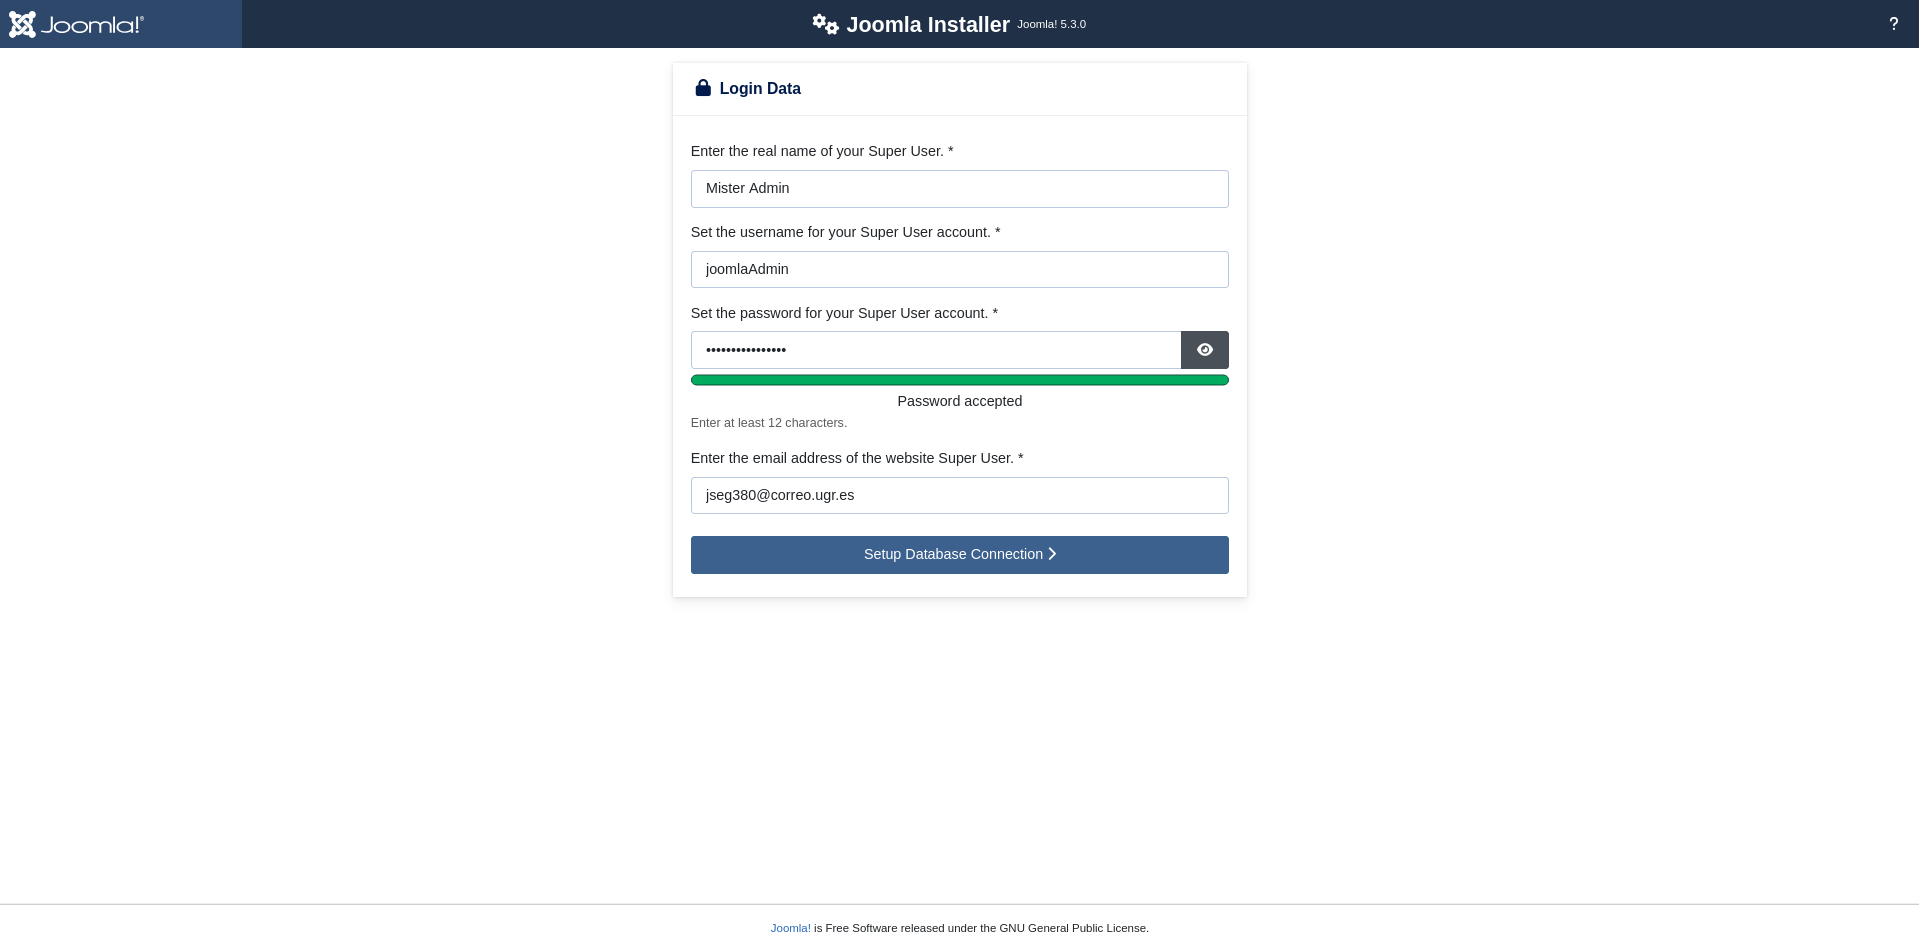 Joomla!®
Joomla Installer Joomla! 5.3.0
?
Login Data
Enter the real name of your Super User. *
Mister Admin
Set the username for your Super User account. *
joomlaAdmin
Set the password for your Super User account. *
••••••••••••••••
Password accepted
Enter at least 12 characters.
Enter the email address of the website Super User. *
jseg380@correo.ugr.es
Setup Database Connection
Joomla! is Free Software released under the GNU General Public License.